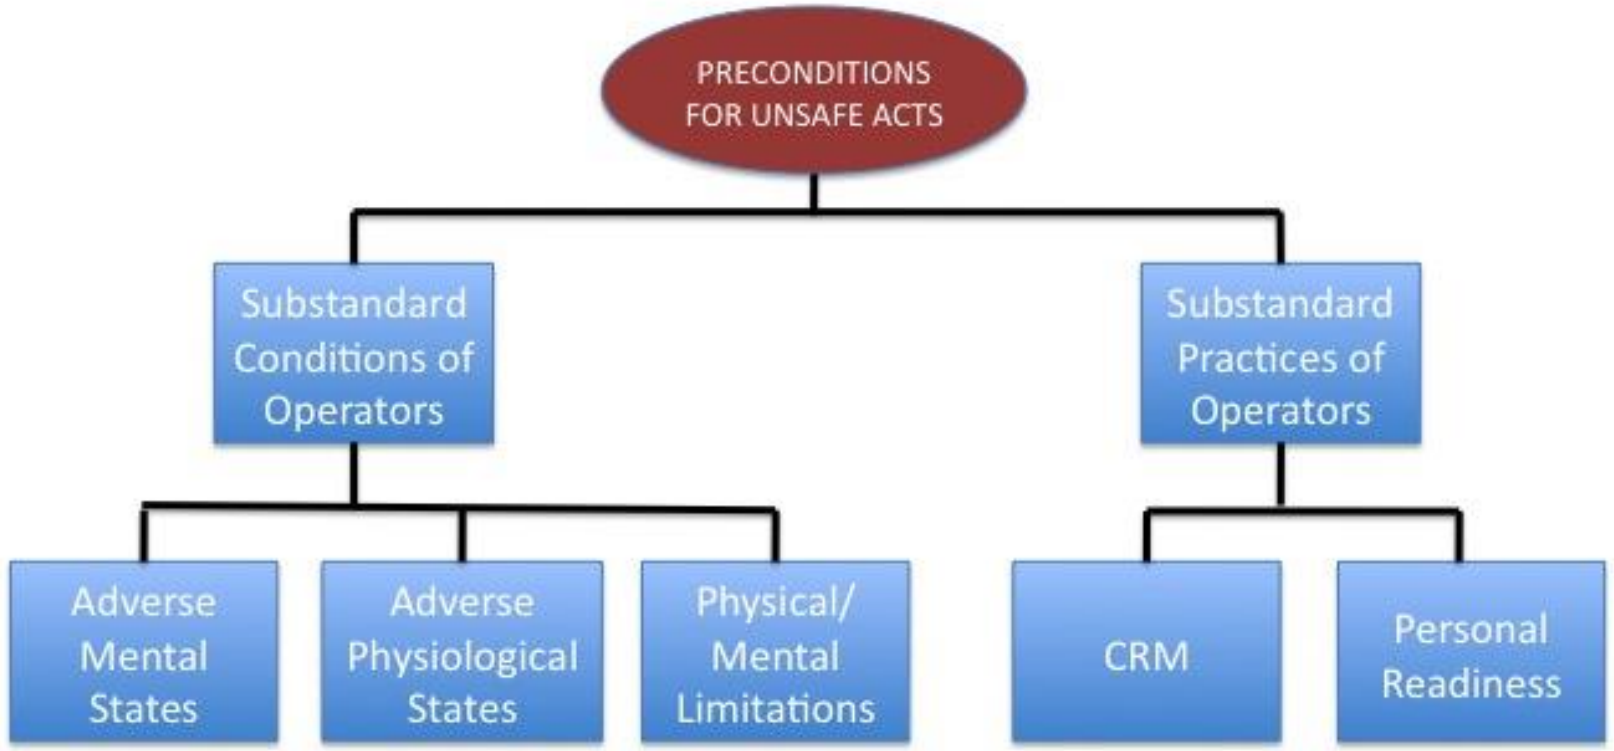 PRECONDITIONS
FOR UNSAFE ACTS
Substandard
Conditions of
Operators
Substandard
Practices of
Operators
Adverse
Mental
States
Adverse
Physiological
States
Physical/
Mental
Limitations
CRM
Personal
Readiness